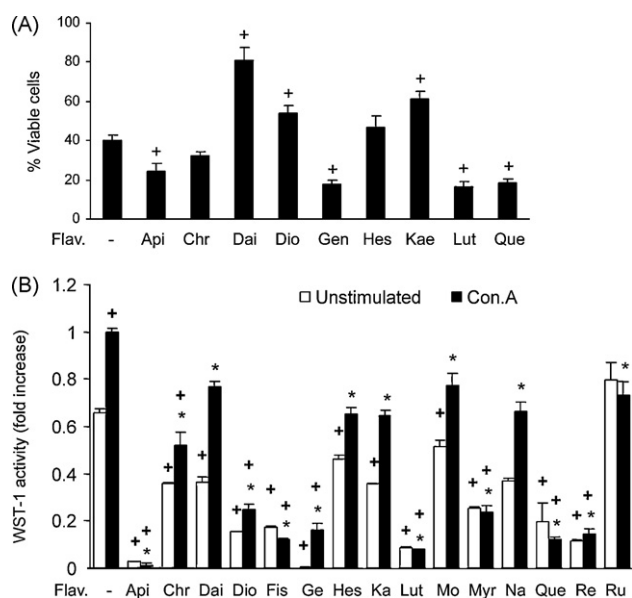 (A)
100
80
60
40
20
0
% Viable cells
+ + + + + + +
Flav. - Api Chr Dai Dio Gen Hes Kae Lut Que
(B)
1.2
1
0.8
0.6
0.4
0.2
0
WST-1 activity (fold increase)
Unstimulated Con.A
Flav. - Api Chr Dai Dio Fis Ge Hes Ka Lut Mo Myr Na Que Re Ru